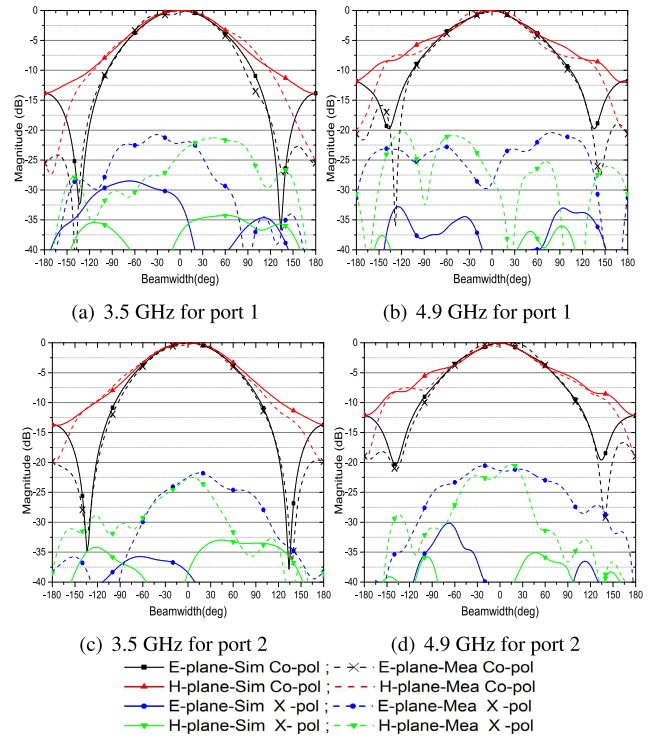 0
-5
-10
-15
-20
-25
-30
-35
-40
Magnitude (dB)
-180 -150 -120 -90 -60 -30 0 30 60 90 120 150 180
Beamwidth(deg)
(a) 3.5 GHz for port 1
0
-5
-10
-15
-20
-25
-30
-35
-40
Magnitude (dB)
-180 -150 -120 -90 -60 -30 0 30 60 90 120 150 180
Beamwidth(deg)
(b) 4.9 GHz for port 1
0
-5
-10
-15
-20
-25
-30
-35
-40
Magnitude (dB)
-180 -150 -120 -90 -60 -30 0 30 60 90 120 150 180
Beamwidth(deg)
(c) 3.5 GHz for port 2
0
-5
-10
-15
-20
-25
-30
-35
-40
Magnitude (dB)
-180 -150 -120 -90 -60 -30 0 30 60 90 120 150 180
Beamwidth(deg)
(d) 4.9 GHz for port 2
E-plane-Sim Co-pol ; E-plane-Mea Co-pol
H-plane-Sim Co-pol ; H-plane-Mea Co-pol
E-plane-Sim X -pol ; E-plane-Mea X -pol
H-plane-Sim X- pol ; H-plane-Mea X -pol